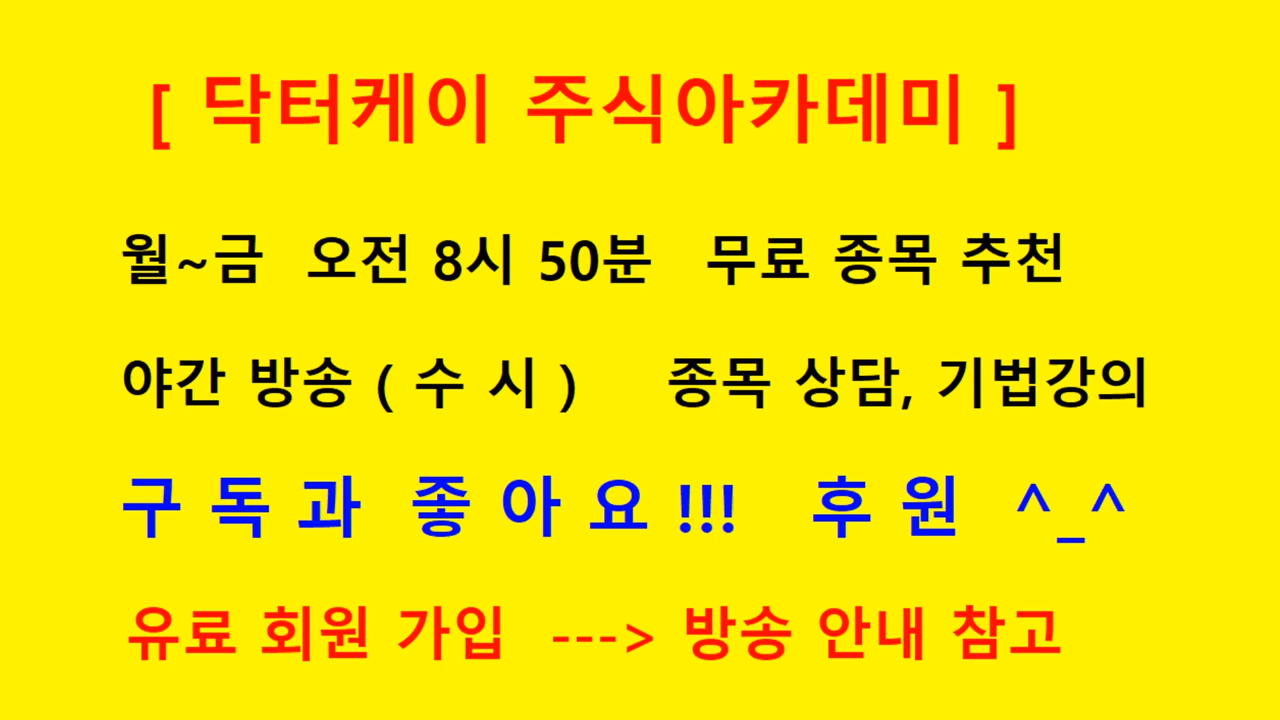 [ 닥터케이 주식아카데미 ]
월~금 오전 8시 50분 무료 종목 추천
야간 방송 ( 수 시 ) 종목 상담, 기법강의
구 독 과 좋 아 요 !!! 후 원 ^_^
유료 회원 가입 ---> 방송 안내 참고